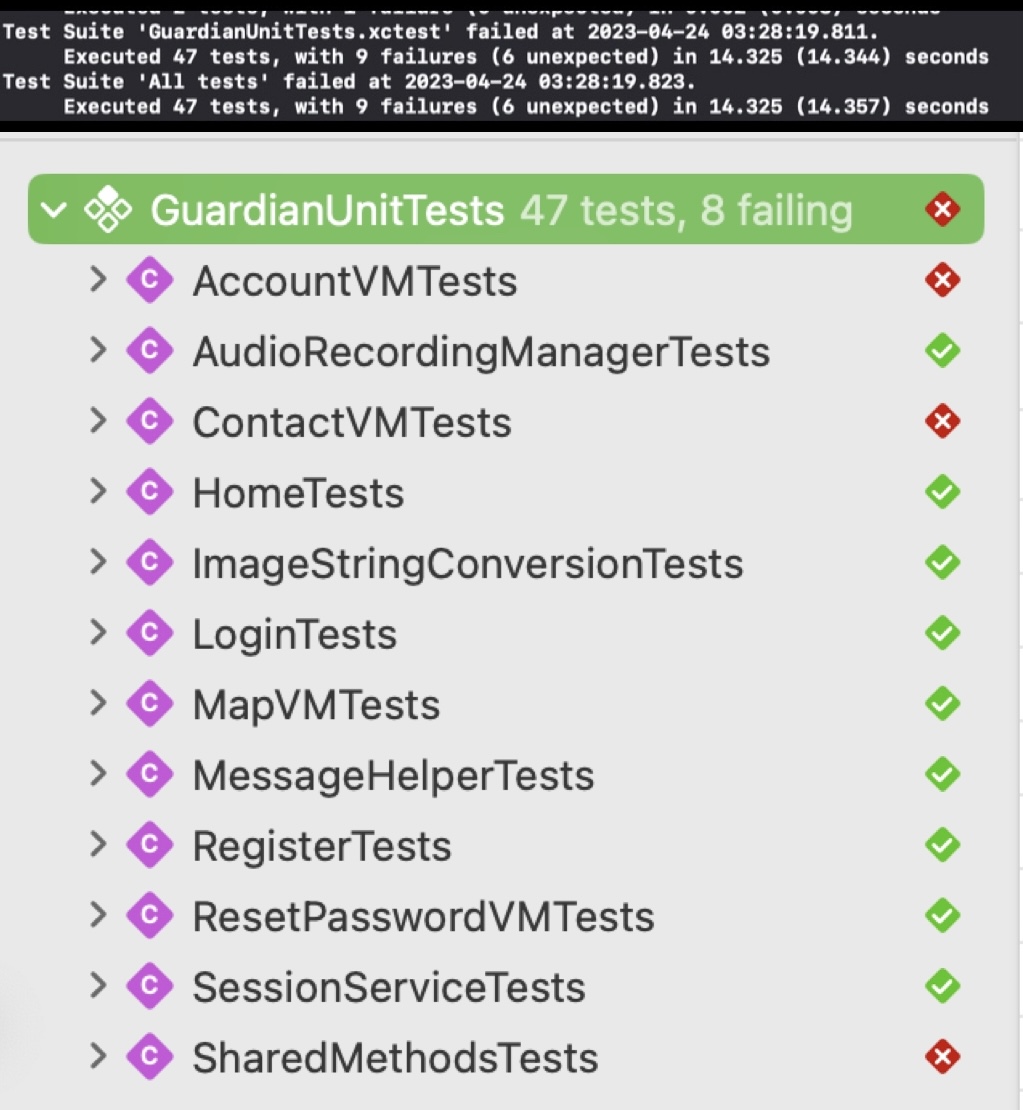 Test Suite 'GuardianUnitTests.xctest' failed at 2023-04-24 03:28:19.811.
Executed 47 tests, with 9 failures (6 unexpected) in 14.325 (14.344) seconds
Test Suite 'All tests' failed at 2023-04-24 03:28:19.823.
Executed 47 tests, with 9 failures (6 unexpected) in 14.325 (14.357) seconds
GuardianUnitTests 47 tests, 8 failing
C AccountVMTests
C AudioRecordingManagerTests
C ContactVMTests
C HomeTests
C ImageStringConversionTests
C LoginTests
C MapVMTests
C MessageHelperTests
C RegisterTests
C ResetPasswordVMTests
C SessionServiceTests
C SharedMethodsTests